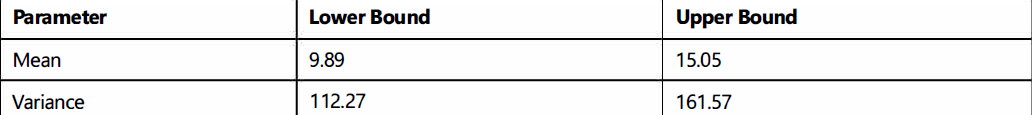 Parameter Lower Bound Upper Bound
Mean 9.89 15.05
Variance 112.27 161.57